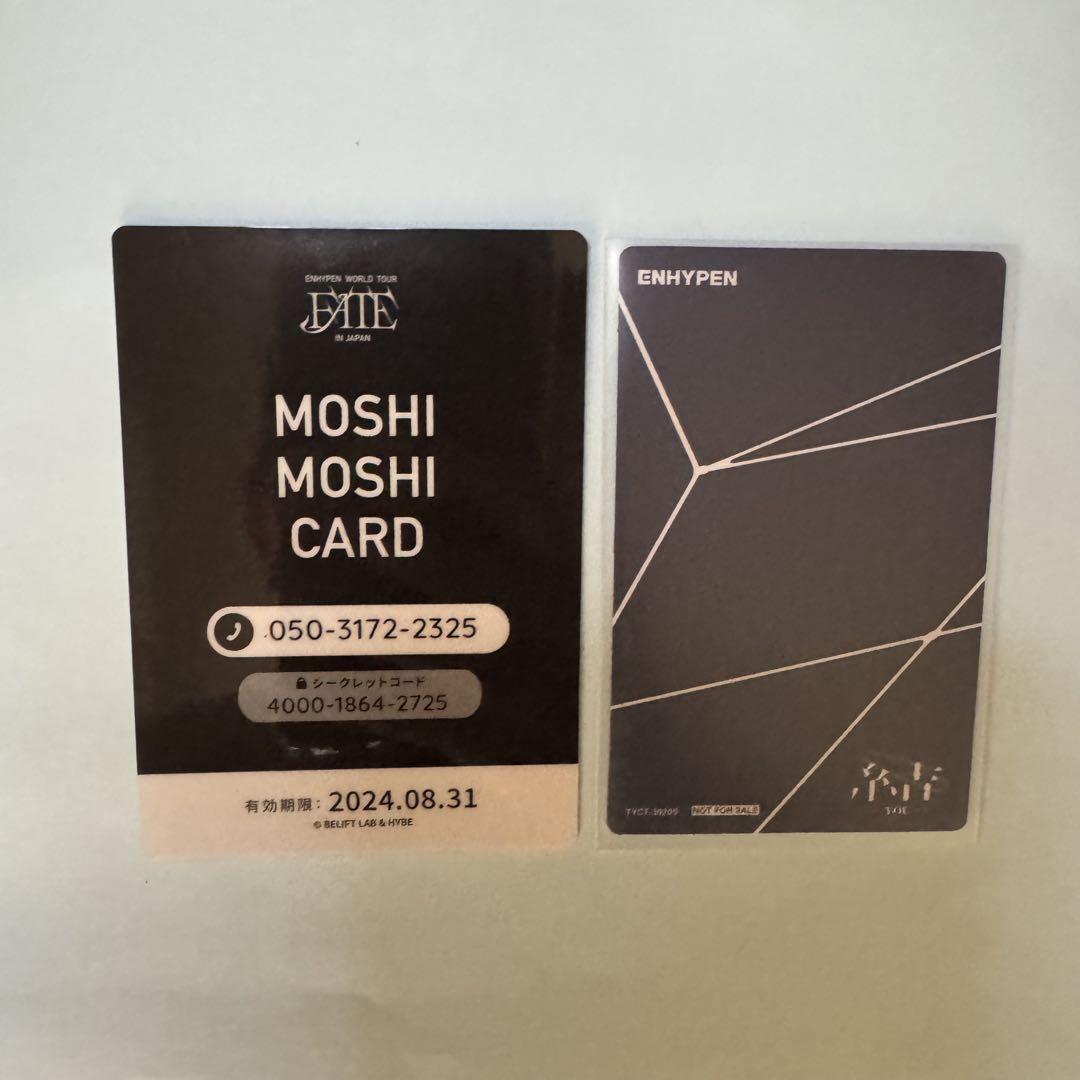 ENHYPEN WORLD TOUR
FATE
IN JAPAN
MOSHI
MOSHI
CARD
050-3172-2325
シークレットコード
4000-1864-2725
有効期限: 2024.08.31
© BELIFT LAB & HYBE
ENHYPEN
結
YOU
NOT FOR SALE